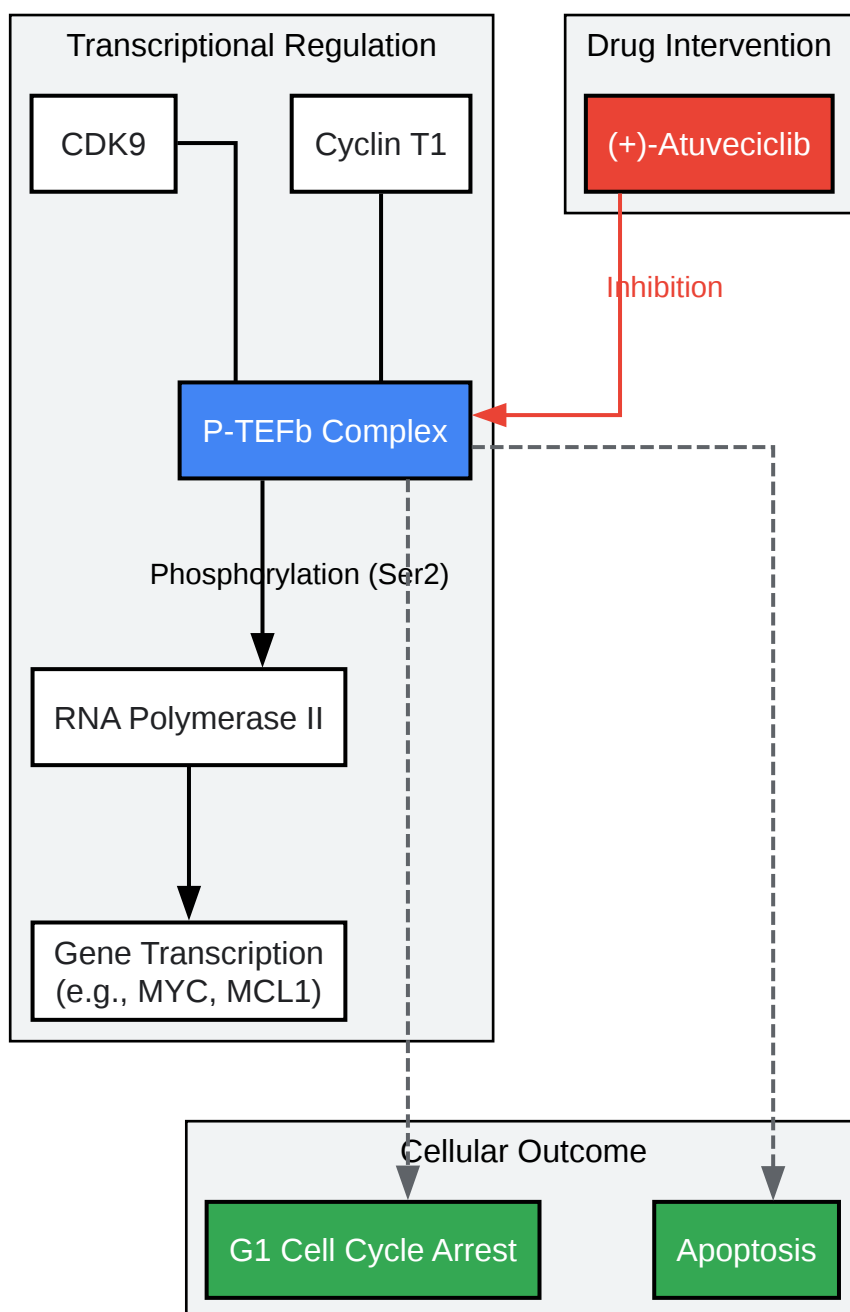 Transcriptional Regulation
Drug Intervention
CDK9
Cyclin T1
(+)-Atuveciclib
Inhibition
P-TEFb Complex
Phosphorylation (Ser2)
RNA Polymerase II
Gene Transcription
(e.g., MYC, MCL1)
Cellular Outcome
G1 Cell Cycle Arrest
Apoptosis